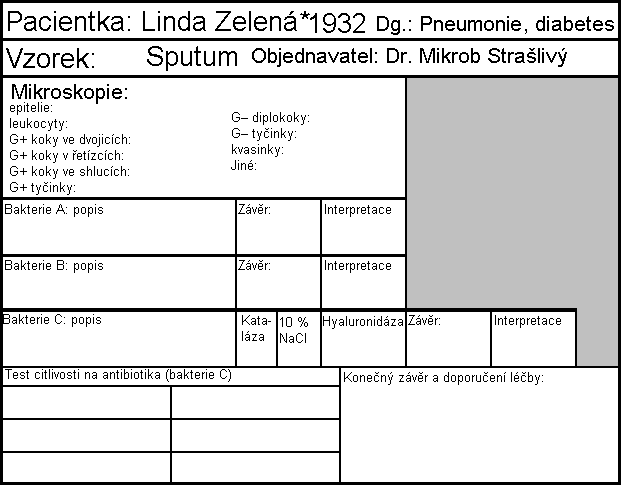 Pacientka: Linda Zelená*1932 Dg.: Pneumonie, diabetes
Vzorek: Sputum Objednavatel: Dr. Mikrob Strašlivý
Mikroskopie:
epitelie:
leukocyty:
G+ koky ve dvojicích:
G+ koky v řetízcích:
G+ koky ve shlucích:
G+ tyčinky:
G– diplokoky:
G– tyčinky:
kvasinky:
Jiné:
Bakterie A: popis Závěr: Interpretace
Bakterie B: popis Závěr: Interpretace
Bakterie C: popis
Kata-
láza
10 %
NaCl
Hyaluronidáza
Závěr:
Interpretace
Test citlivosti na antibiotika (bakterie C)
Konečný závěr a doporučení léčby: